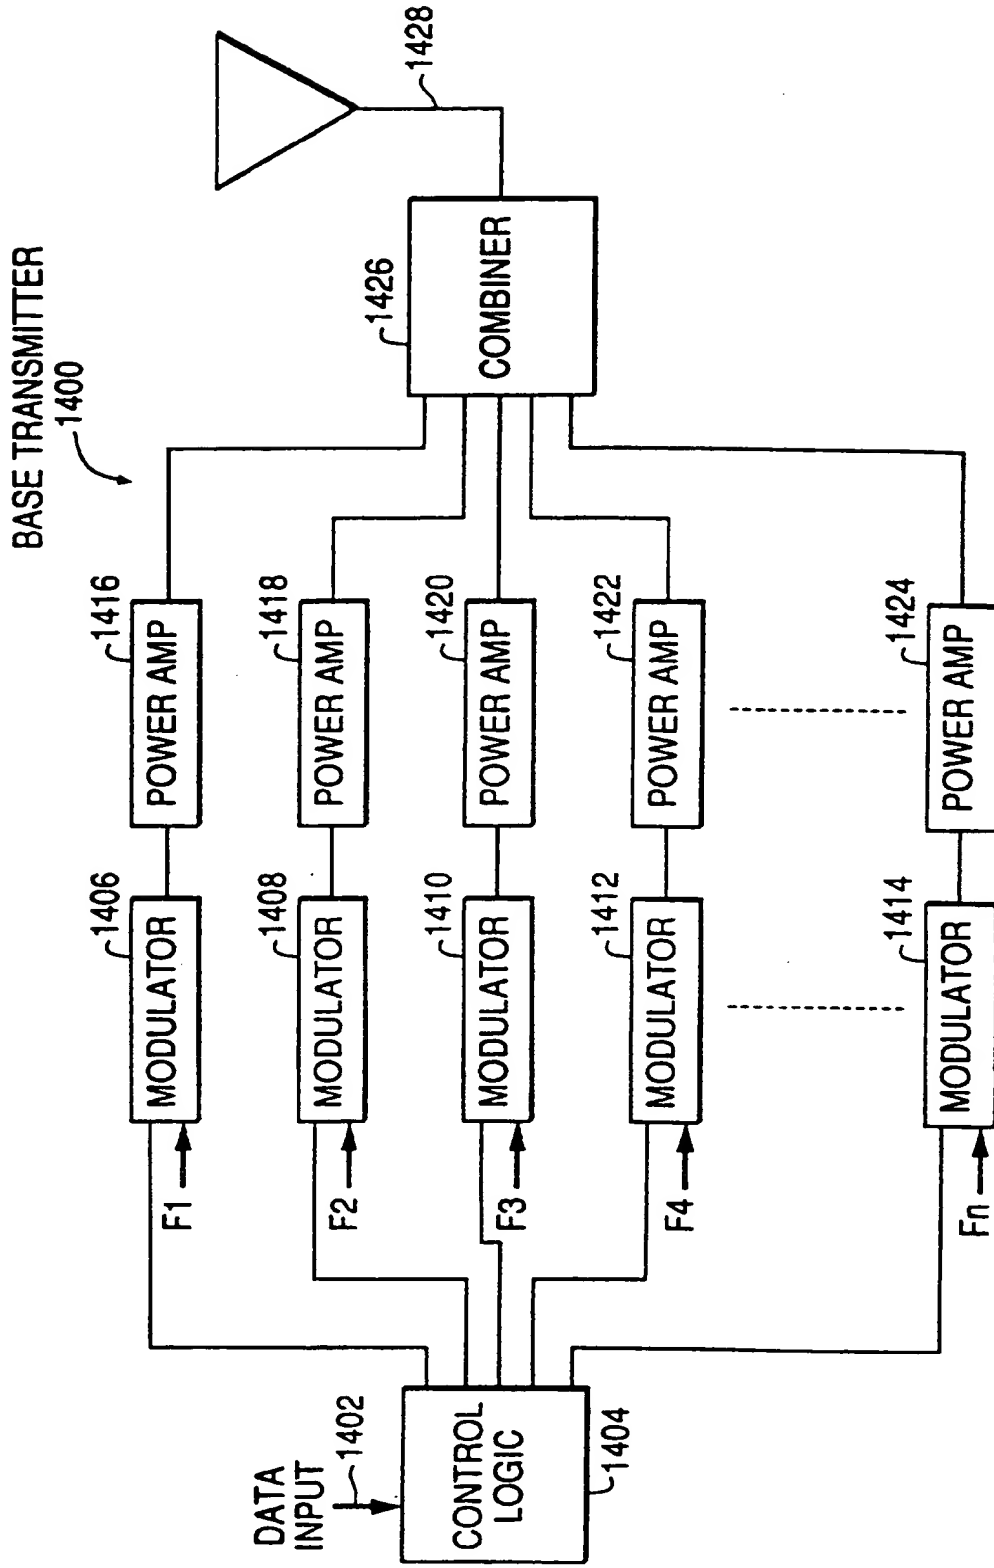 BASE TRANSMITTER
1400
DATA
INPUT
1402
CONTROL
LOGIC
1404
F1
MODULATOR
1406
POWER AMP
1416
F2
MODULATOR
1408
POWER AMP
1418
F3
MODULATOR
1410
POWER AMP
1420
F4
MODULATOR
1412
POWER AMP
1422
Fn
MODULATOR
1414
POWER AMP
1424
COMBINER
1426
1428